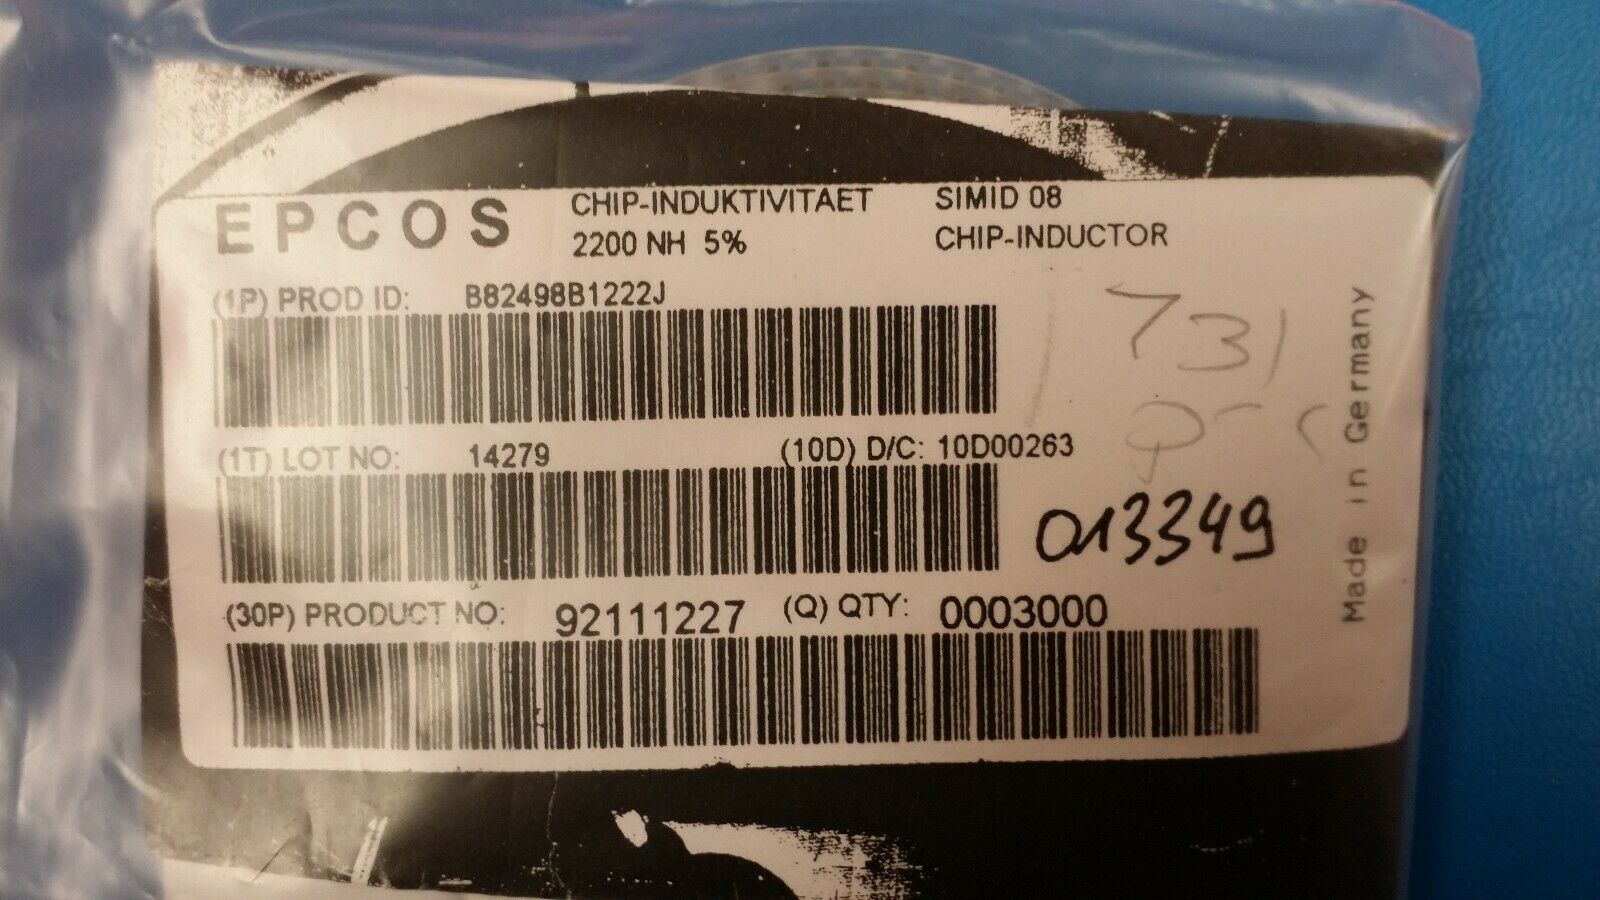 EPCOS
CHIP-INDUKTIVITAET SIMID 08
2200 NH 5% CHIP-INDUCTOR
(1P) PROD ID: B82498B1222J
(1T) LOT NO: 14279 (10D) D/C: 10D00263
013349
(30P) PRODUCT NO: 92111227 (Q) QTY: 0003000
Made in Germany